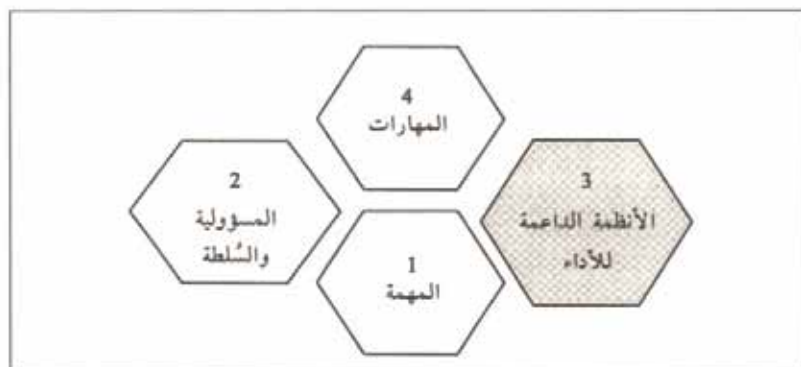 4
المهارات
2
المسؤولية
والسُّلطة
3
الأنظمة الداعمة
للأداء
1
المهمة